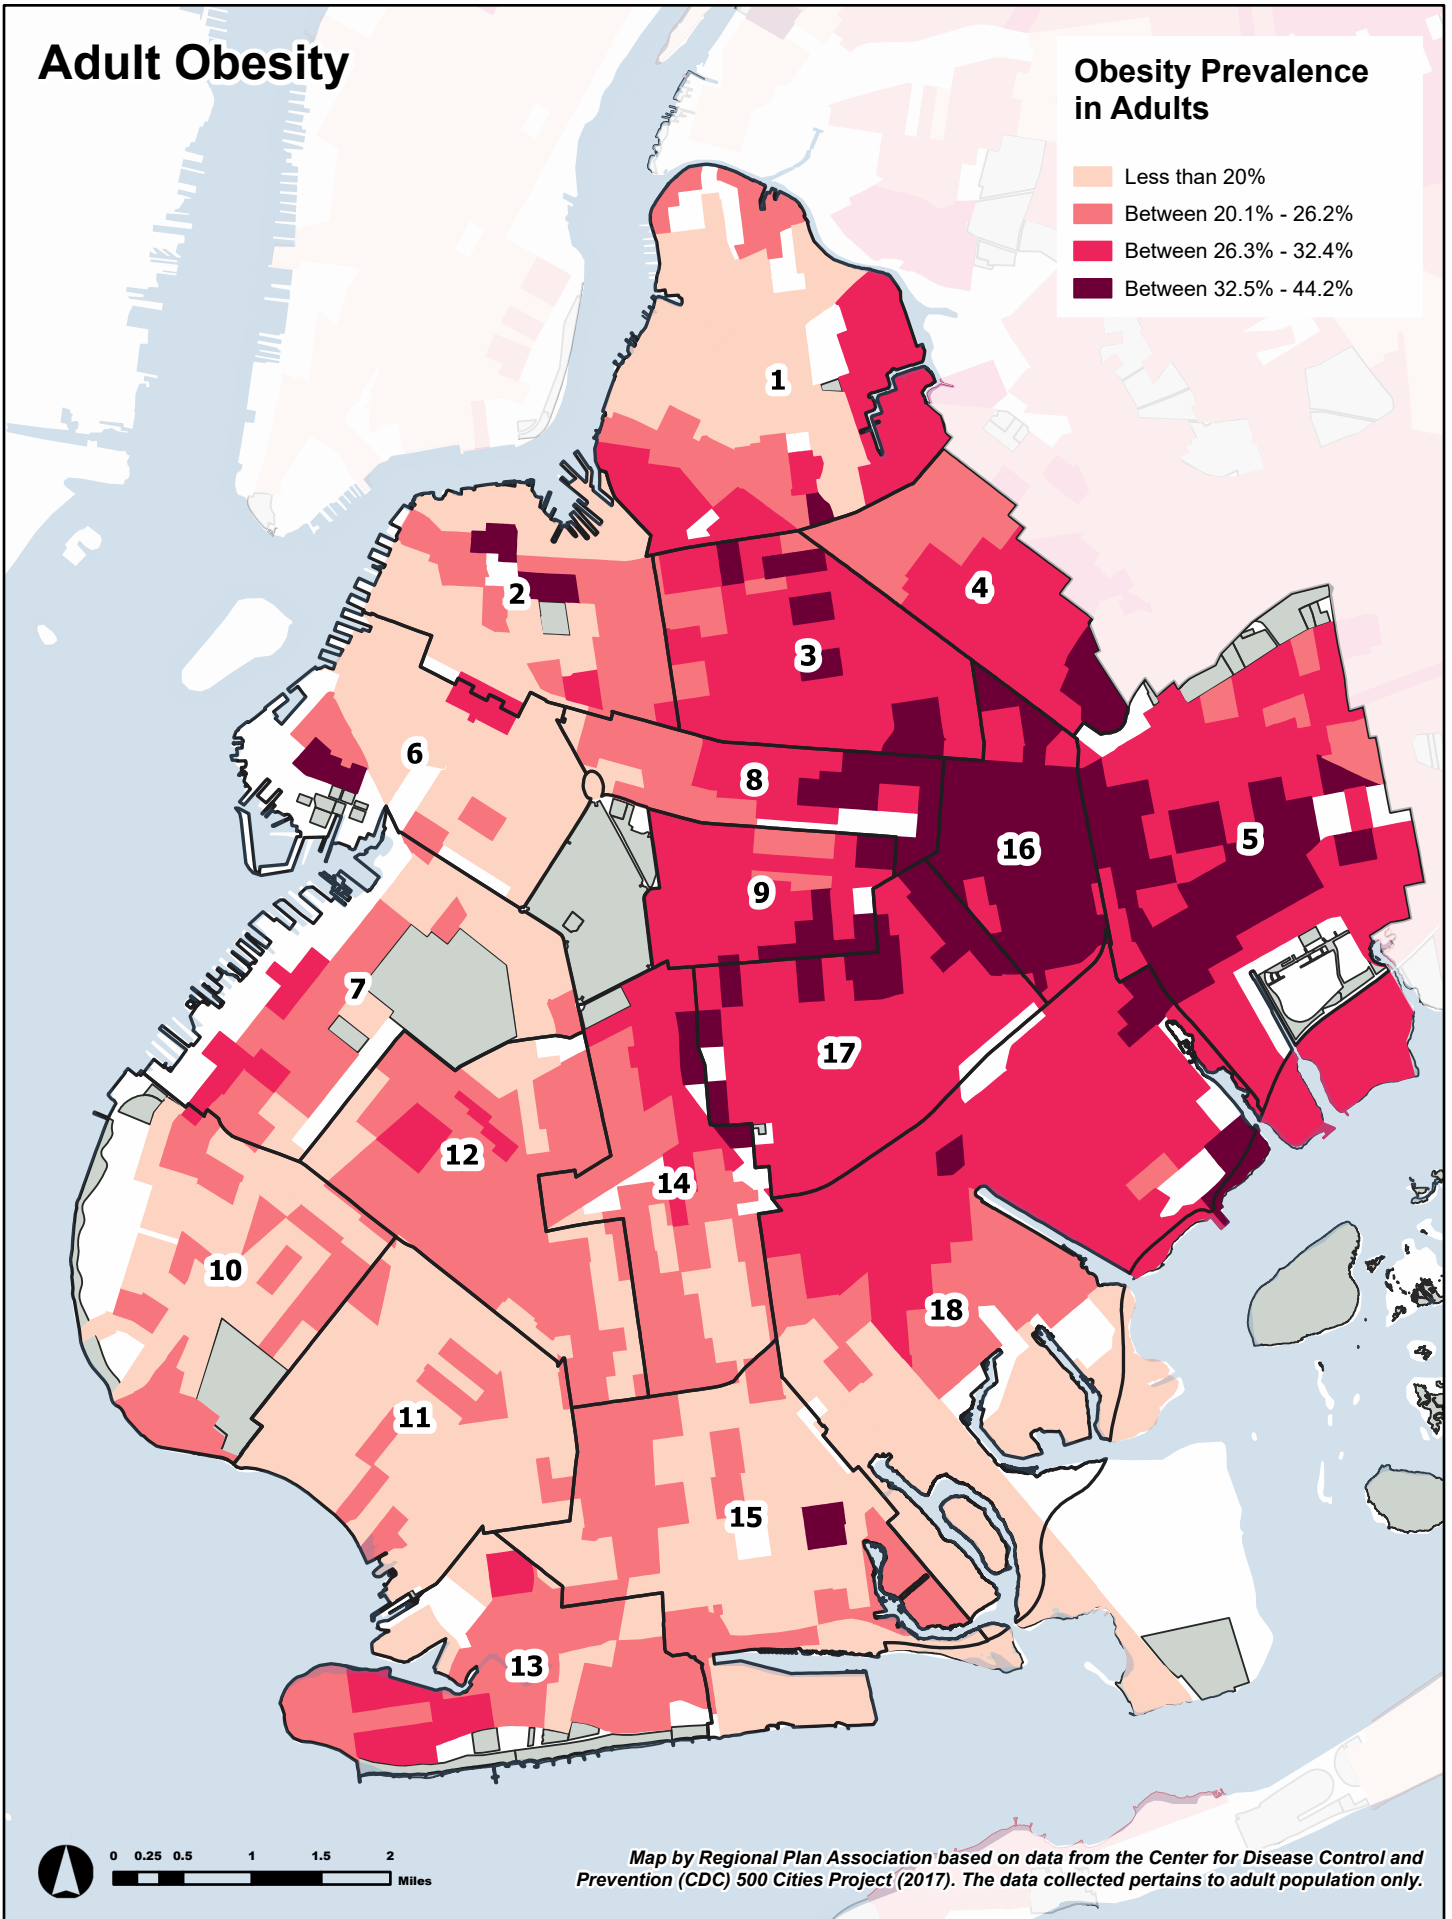 Adult Obesity
Obesity Prevalence
in Adults
Less than 20%
Between 20.1% - 26.2%
Between 26.3% - 32.4%
Between 32.5% - 44.2%
1
2
4
3
6
8
5
16
9
7
17
12
14
10
18
11
15
13
0 0.25 0.5 1 1.5 2
Miles
Map by Regional Plan Association based on data from the Center for Disease Control and
Prevention (CDC) 500 Cities Project (2017). The data collected pertains to adult population only.